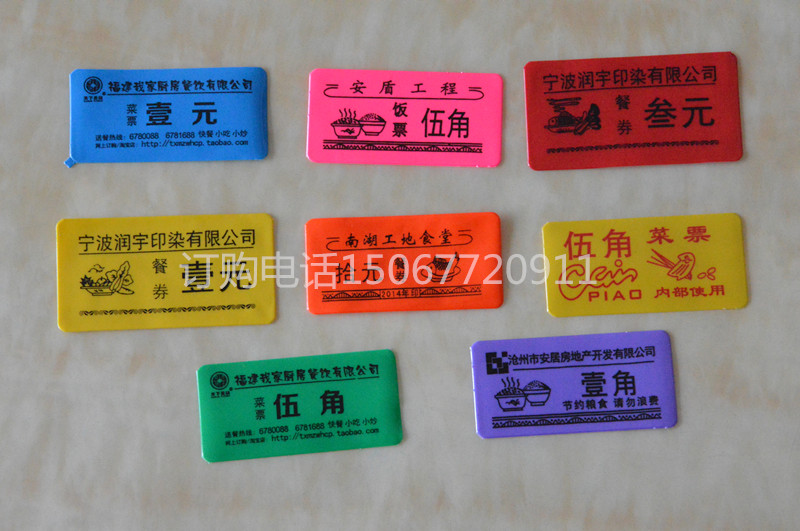 福建我家厨房餐饮有限公司
菜票 壹元
送餐热线: 6780088 6781688 快餐 小吃 小炒
网上订购/淘宝店: http://txmzwhcp.taobao.com
安盾工程
饭票 伍角
宁波润宇印染有限公司
餐券 叁元
宁波润宇印染有限公司
餐券 壹元
南湖工地食堂
拾元
2014年印
伍角 菜票
Cain
PIAO 内部使用
订购电话15067720911
福建我家厨房餐饮有限公司
菜票 伍角
送餐热线: 6780088 6781688 快餐 小吃 小炒
网上订购/淘宝店: http://txmzwhcp.taobao.com
沧州市安居房地产开发有限公司
壹角
节约粮食 请勿浪费